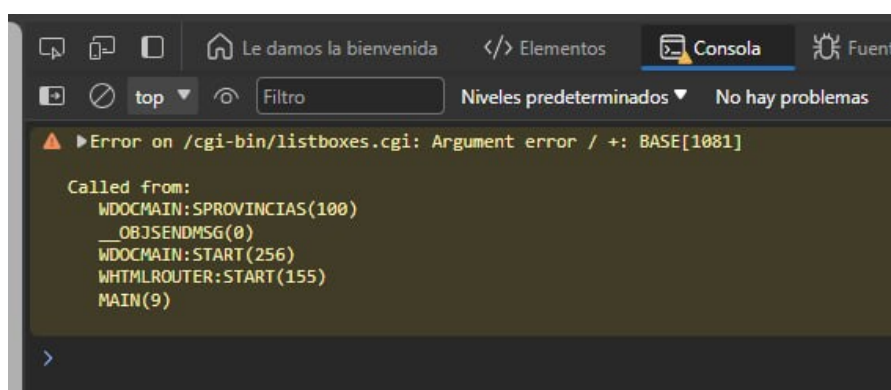 Le damos la bienvenida Elementos Consola Fuent
top Filtro Niveles predeterminados No hay problemas
Error on /cgi-bin/listboxes.cgi: Argument error / +: BASE[1081]
Called from:
WDOCMAIN:SPROVINCIAS(100)
__OBJSENDMSG(0)
WDOCMAIN:START(256)
WHTMLROUTER:START(155)
MAIN(9)
>